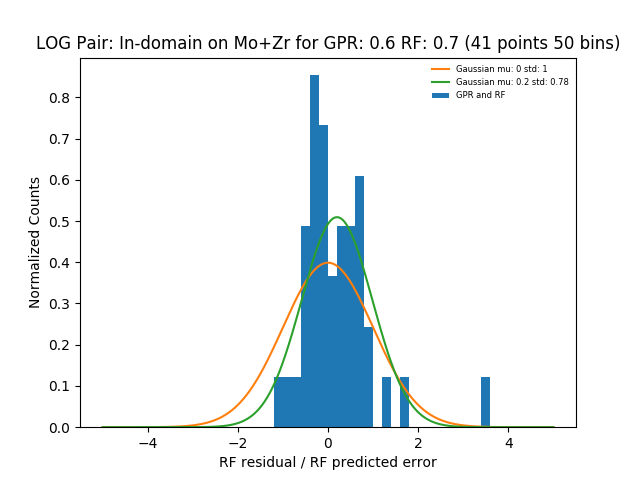 LOG Pair: In-domain on Mo+Zr for GPR: 0.6 RF: 0.7 (41 points 50 bins)
Gaussian mu: 0 std: 1
Gaussian mu: 0.2 std: 0.78
GPR and RF
Normalized Counts
0.8
0.7
0.6
0.5
0.4
0.3
0.2
0.1
0.0
−4 −2 0 2 4
RF residual / RF predicted error